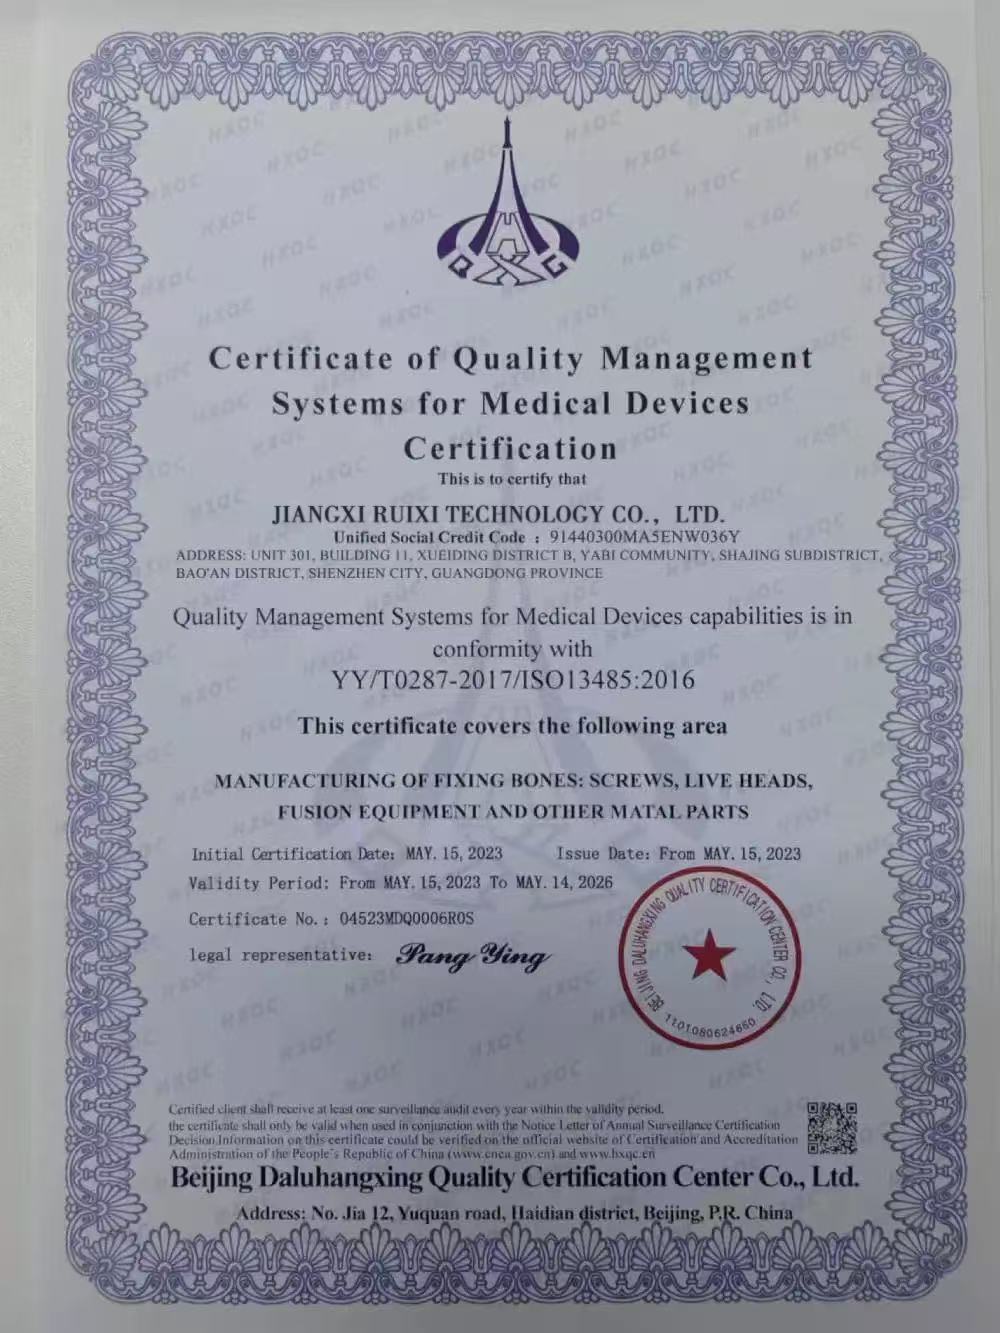 Certificate of Quality Management
Systems for Medical Devices
Certification
This is to certify that
JIANGXI RUIXI TECHNOLOGY CO., LTD.
Unified Social Credit Code : 91440300MA5ENW036Y
ADDRESS: UNIT 301, BUILDING 11, XUEIDING DISTRICT B, YABI COMMUNITY, SHAJING SUBDISTRICT,
BAO'AN DISTRICT, SHENZHEN CITY, GUANGDONG PROVINCE
Quality Management Systems for Medical Devices capabilities is in
conformity with
YY/T0287-2017/ISO13485:2016
This certificate covers the following area
MANUFACTURING OF FIXING BONES: SCREWS, LIVE HEADS,
FUSION EQUIPMENT AND OTHER MATAL PARTS
Initial Certification Date: MAY. 15, 2023 Issue Date: From MAY. 15, 2023
Validity Period: From MAY. 15, 2023 To MAY. 14, 2026
Certificate No.: 04523MDQ0006R0S
legal representative: Pang Ying
BEIJING DALUHANGXING QUALITY CERTIFICATION CENTER CO., LTD.
1101080624660
Certified client shall receive at least one surveillance audit every year within the validity period.
the certificate shall only be valid when used in conjunction with the Notice Letter of Annual Surveillance Certification
Decision.Information on this certificate could be verified on the official website of Certification and Accreditation
Administration of the People's Republic of China (www.cnca.gov.cn) and www.hxqc.cn
Beijing Daluhangxing Quality Certification Center Co., Ltd.
Address: No. Jia 12, Yuquan road, Haidian district, Beijing, P.R. China